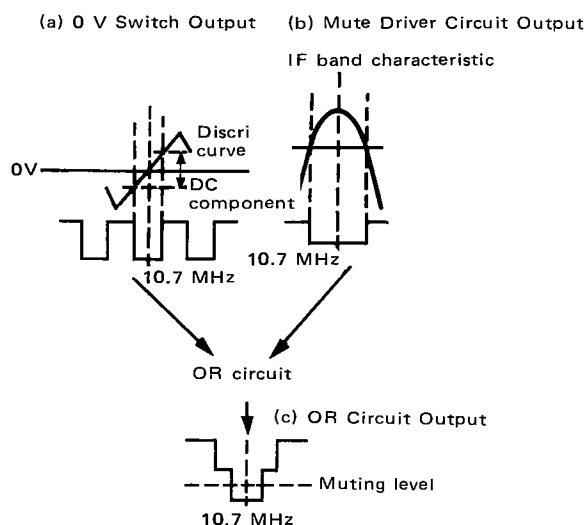 (a) 0 V Switch Output
(b) Mute Driver Circuit Output
IF band characteristic
Discri
curve
0V
DC
component
10.7 MHz
10.7 MHz
OR circuit
(c) OR Circuit Output
Muting level
10.7 MHz